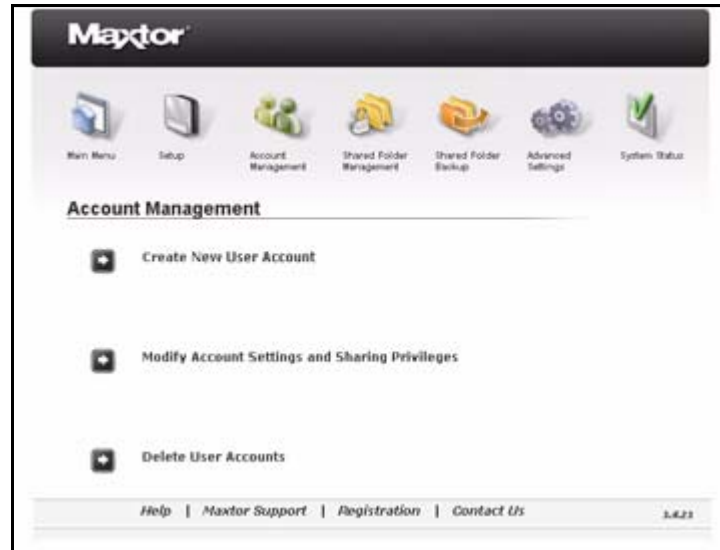 Maxtor
Main Menu
Setup
Account Management
Shared Folder Management
Shared Folder Backup
Advanced Settings
System Status
Account Management
Create New User Account
Modify Account Settings and Sharing Privileges
Delete User Accounts
Help | Maxtor Support | Registration | Contact Us